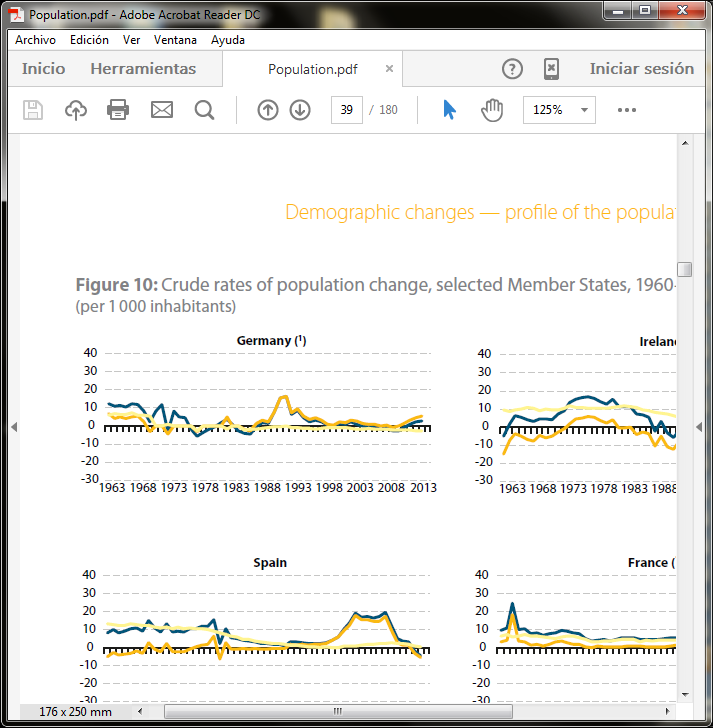 Population.pdf - Adobe Acrobat Reader DC
Archivo Edición Ver Ventana Ayuda
Inicio Herramientas Population.pdf × Iniciar sesión
39 / 180 125%
Demographic changes — profile of the populat
Figure 10: Crude rates of population change, selected Member States, 1960-
(per 1 000 inhabitants)
Germany (¹)
40
30
20
10
0
-10
-20
-30
1963 1968 1973 1978 1983 1988 1993 1998 2003 2008 2013
Irelan
40
30
20
10
0
-10
-20
-30
1963 1968 1973 1978 1983 1988
Spain
40
30
20
10
0
-10
-20
-30
France (
40
30
20
10
0
-10
-20
-30
176 x 250 mm